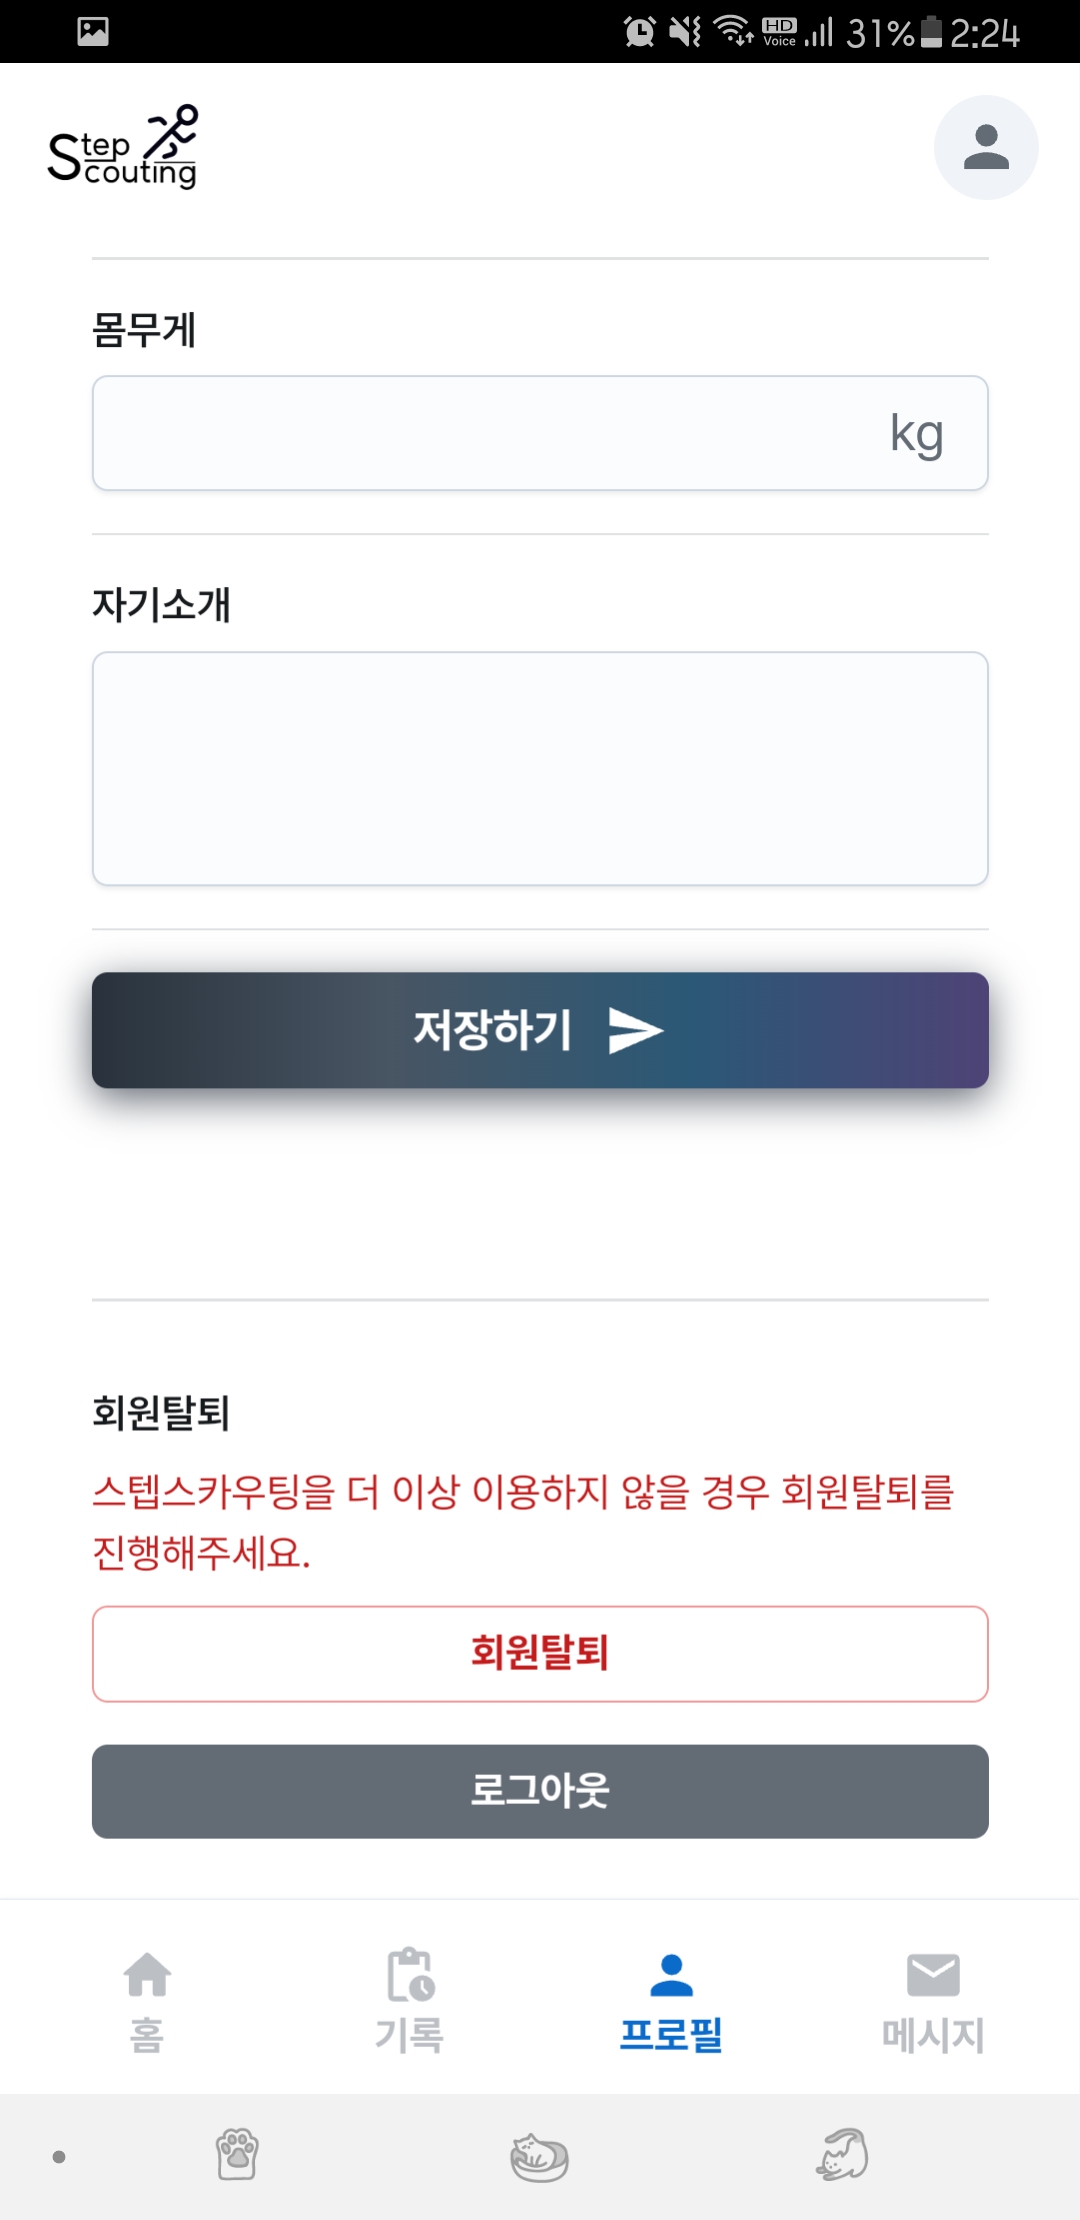 HD Voice 31% 2:24
Step Scouting
몸무게
kg
자기소개
저장하기
회원탈퇴
스텝스카우팅을 더 이상 이용하지 않을 경우 회원탈퇴를
진행해주세요.
회원탈퇴
로그아웃
홈 기록 프로필 메시지